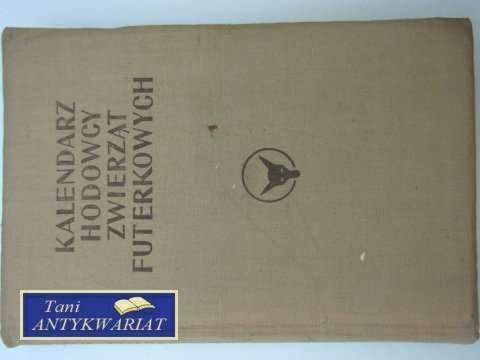 KALENDARZ
HODOWCY
ZWIERZĄT
FUTERKOWYCH
Tani
ANTYKWARIAT